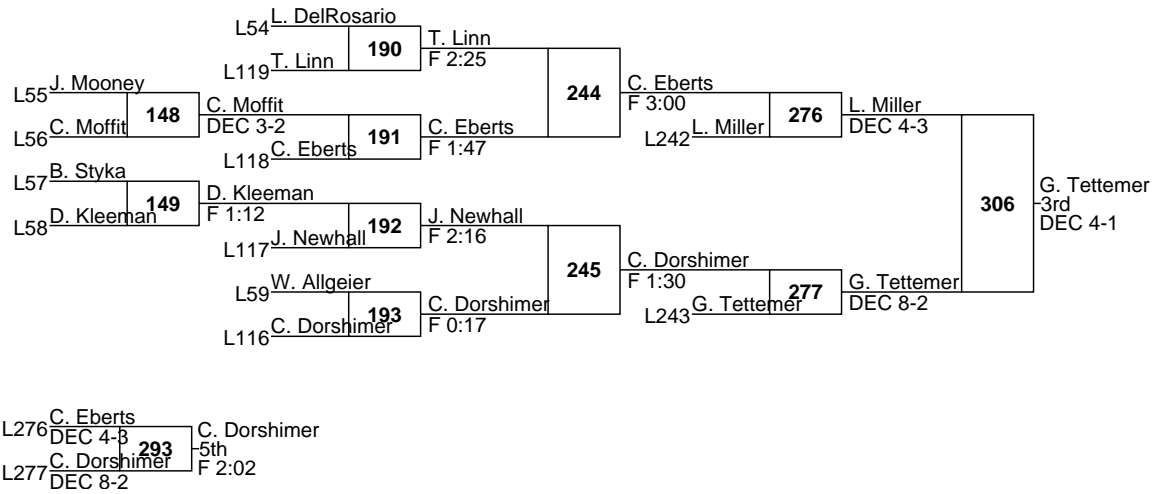 L54 L. DelRosario
190
T. Linn
F 2:25
L119 T. Linn
L55 J. Mooney
148
C. Moffit
DEC 3-2
L56 C. Moffit
191
C. Eberts
F 1:47
L118 C. Eberts
244
C. Eberts
F 3:00
276
L. Miller
DEC 4-3
L242 L. Miller
L57 B. Styka
149
D. Kleeman
F 1:12
L58 D. Kleeman
192
J. Newhall
F 2:16
L117 J. Newhall
245
C. Dorshimer
F 1:30
L59 W. Allgeier
193
C. Dorshimer
F 0:17
L116 C. Dorshimer
277
G. Tettemer
DEC 8-2
L243 G. Tettemer
306
G. Tettemer
3rd
DEC 4-1
L276 C. Eberts
DEC 4-3
293
C. Dorshimer
5th
F 2:02
L277 C. Dorshimer
DEC 8-2